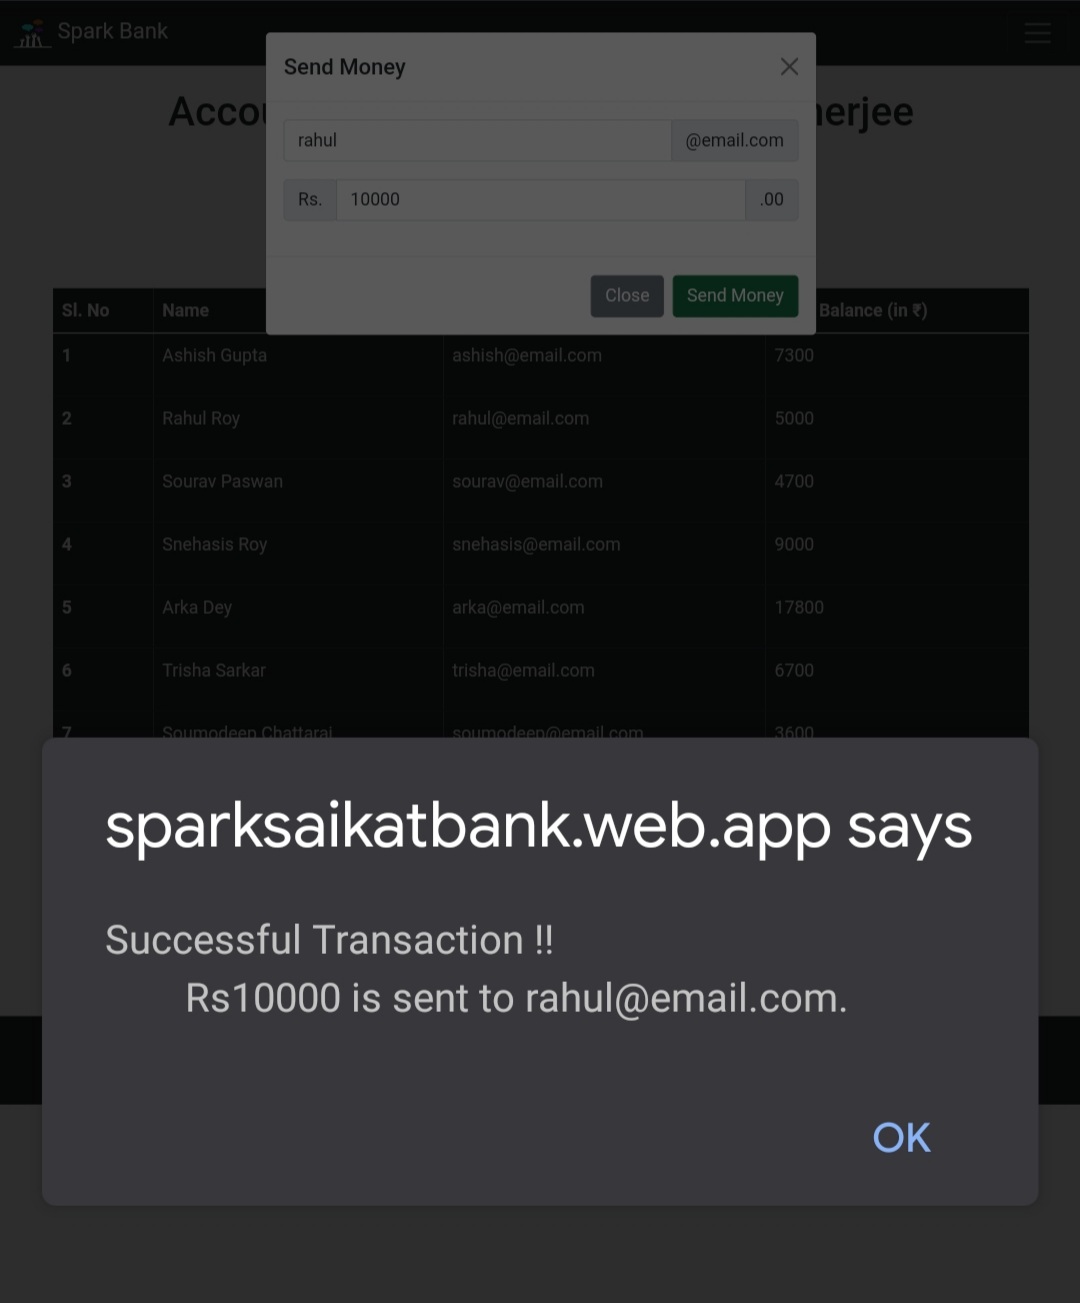 Spark Bank
Send Money
Accou
nerjee
rahul @email.com
Rs. 10000 .00
Close Send Money
Sl. No Name Balance (in ₹)
1 Ashish Gupta ashish@email.com 7300
2 Rahul Roy rahul@email.com 5000
3 Sourav Paswan sourav@email.com 4700
4 Snehasis Roy snehasis@email.com 9000
5 Arka Dey arka@email.com 17800
6 Trisha Sarkar trisha@email.com 6700
7 Soumodeep Chattaraj soumodeep@email.com 3600
sparksaikatbank.web.app says
Successful Transaction !!
Rs10000 is sent to rahul@email.com.
OK